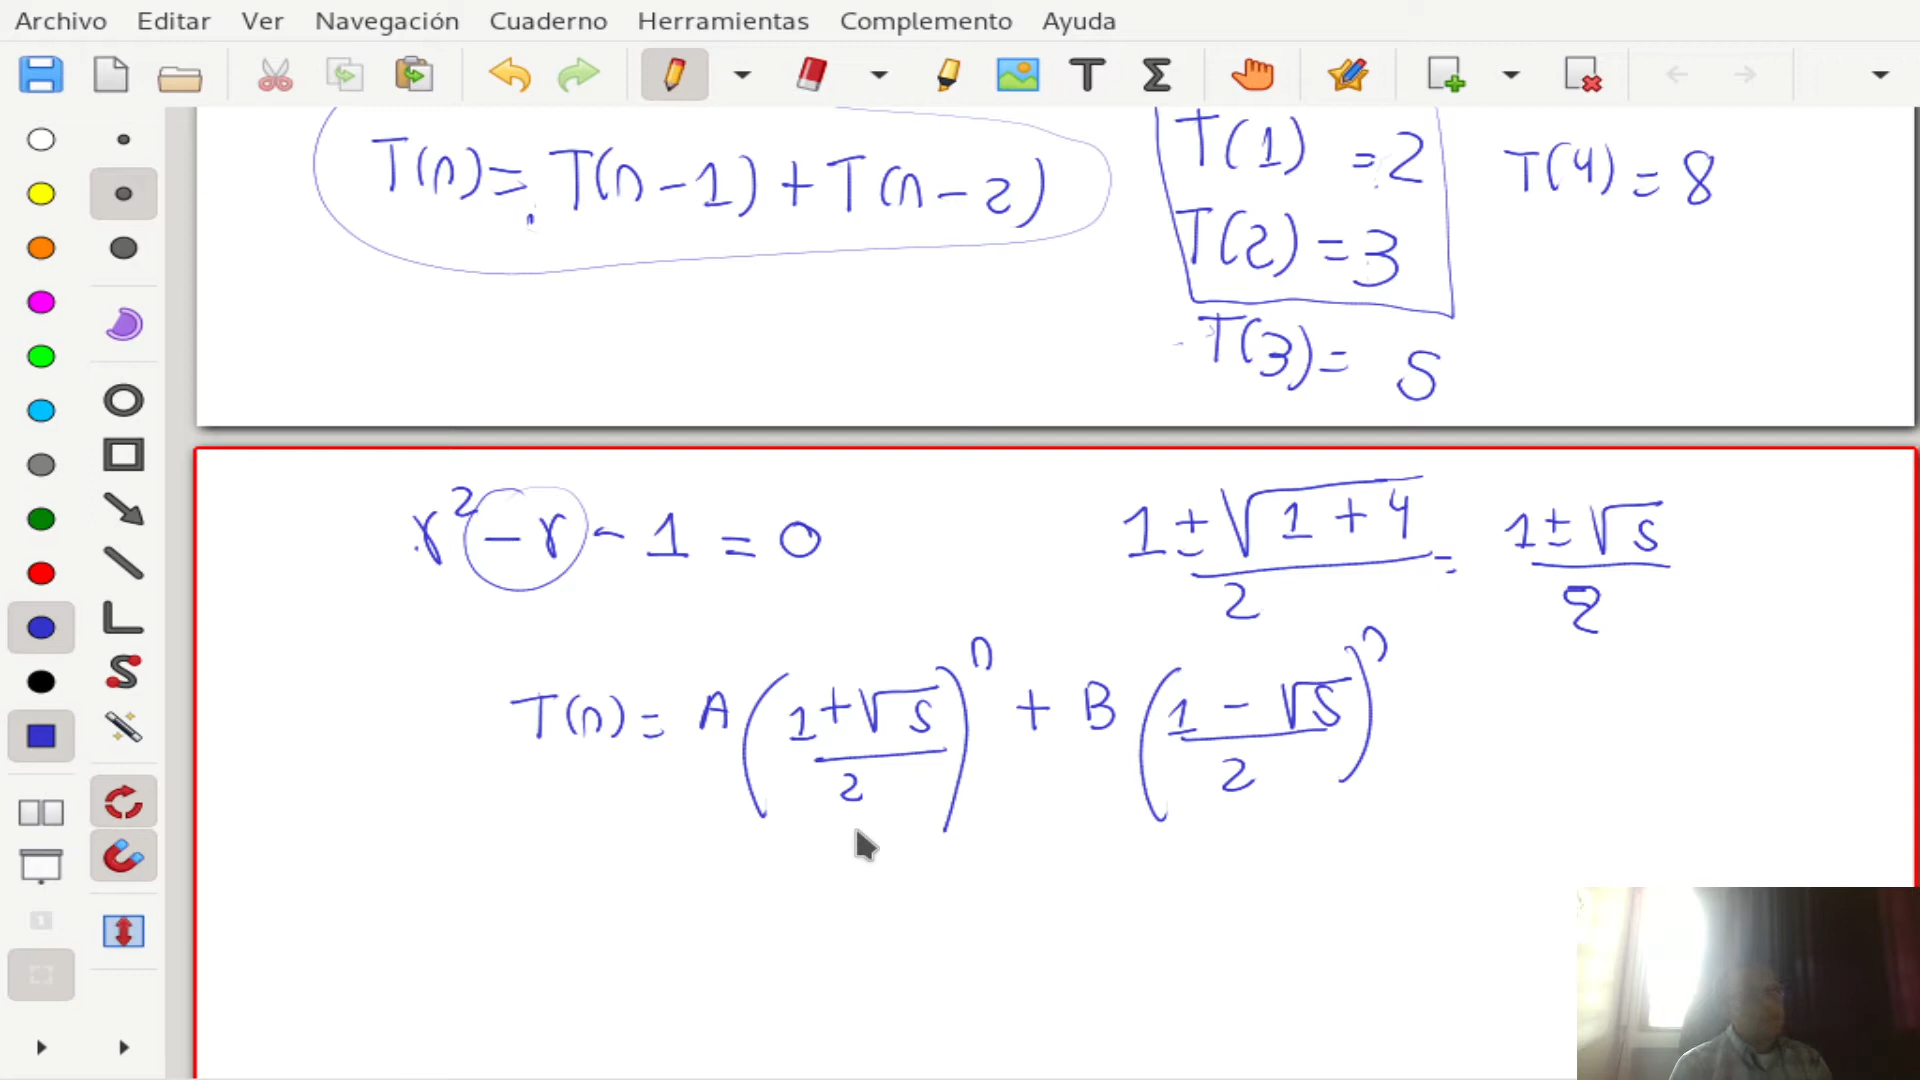 Archivo Editar Ver Navegación Cuaderno Herramientas Complemento Ayuda
T(n) = T(n-1) + T(n-2)
T(1) = 2
T(4) = 8
T(2) = 3
T(3) = 5
r² - r - 1 = 0
1 ± √(1 + 4) / 2 = 1 ± √5 / 2
T(n) = A (1 + √5 / 2)ⁿ + B (1 - √5 / 2)ⁿ